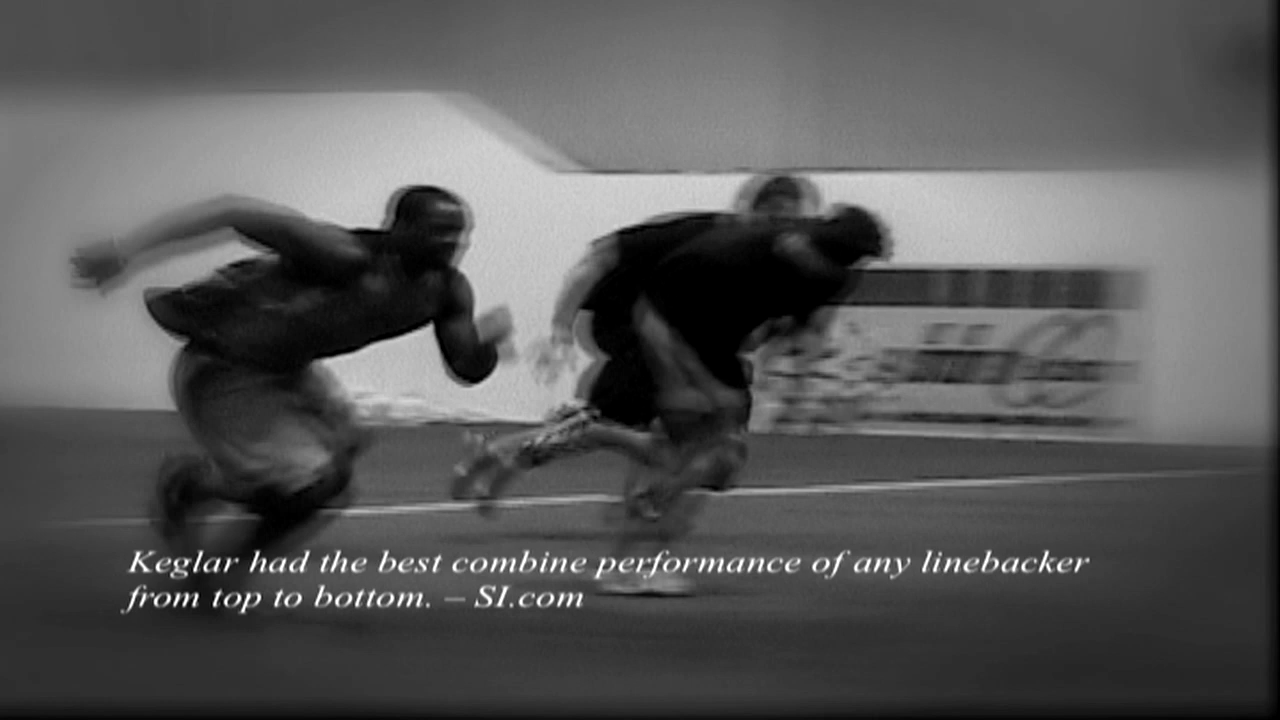 Keglar had the best combine performance of any linebacker
from top to bottom. – SI.com